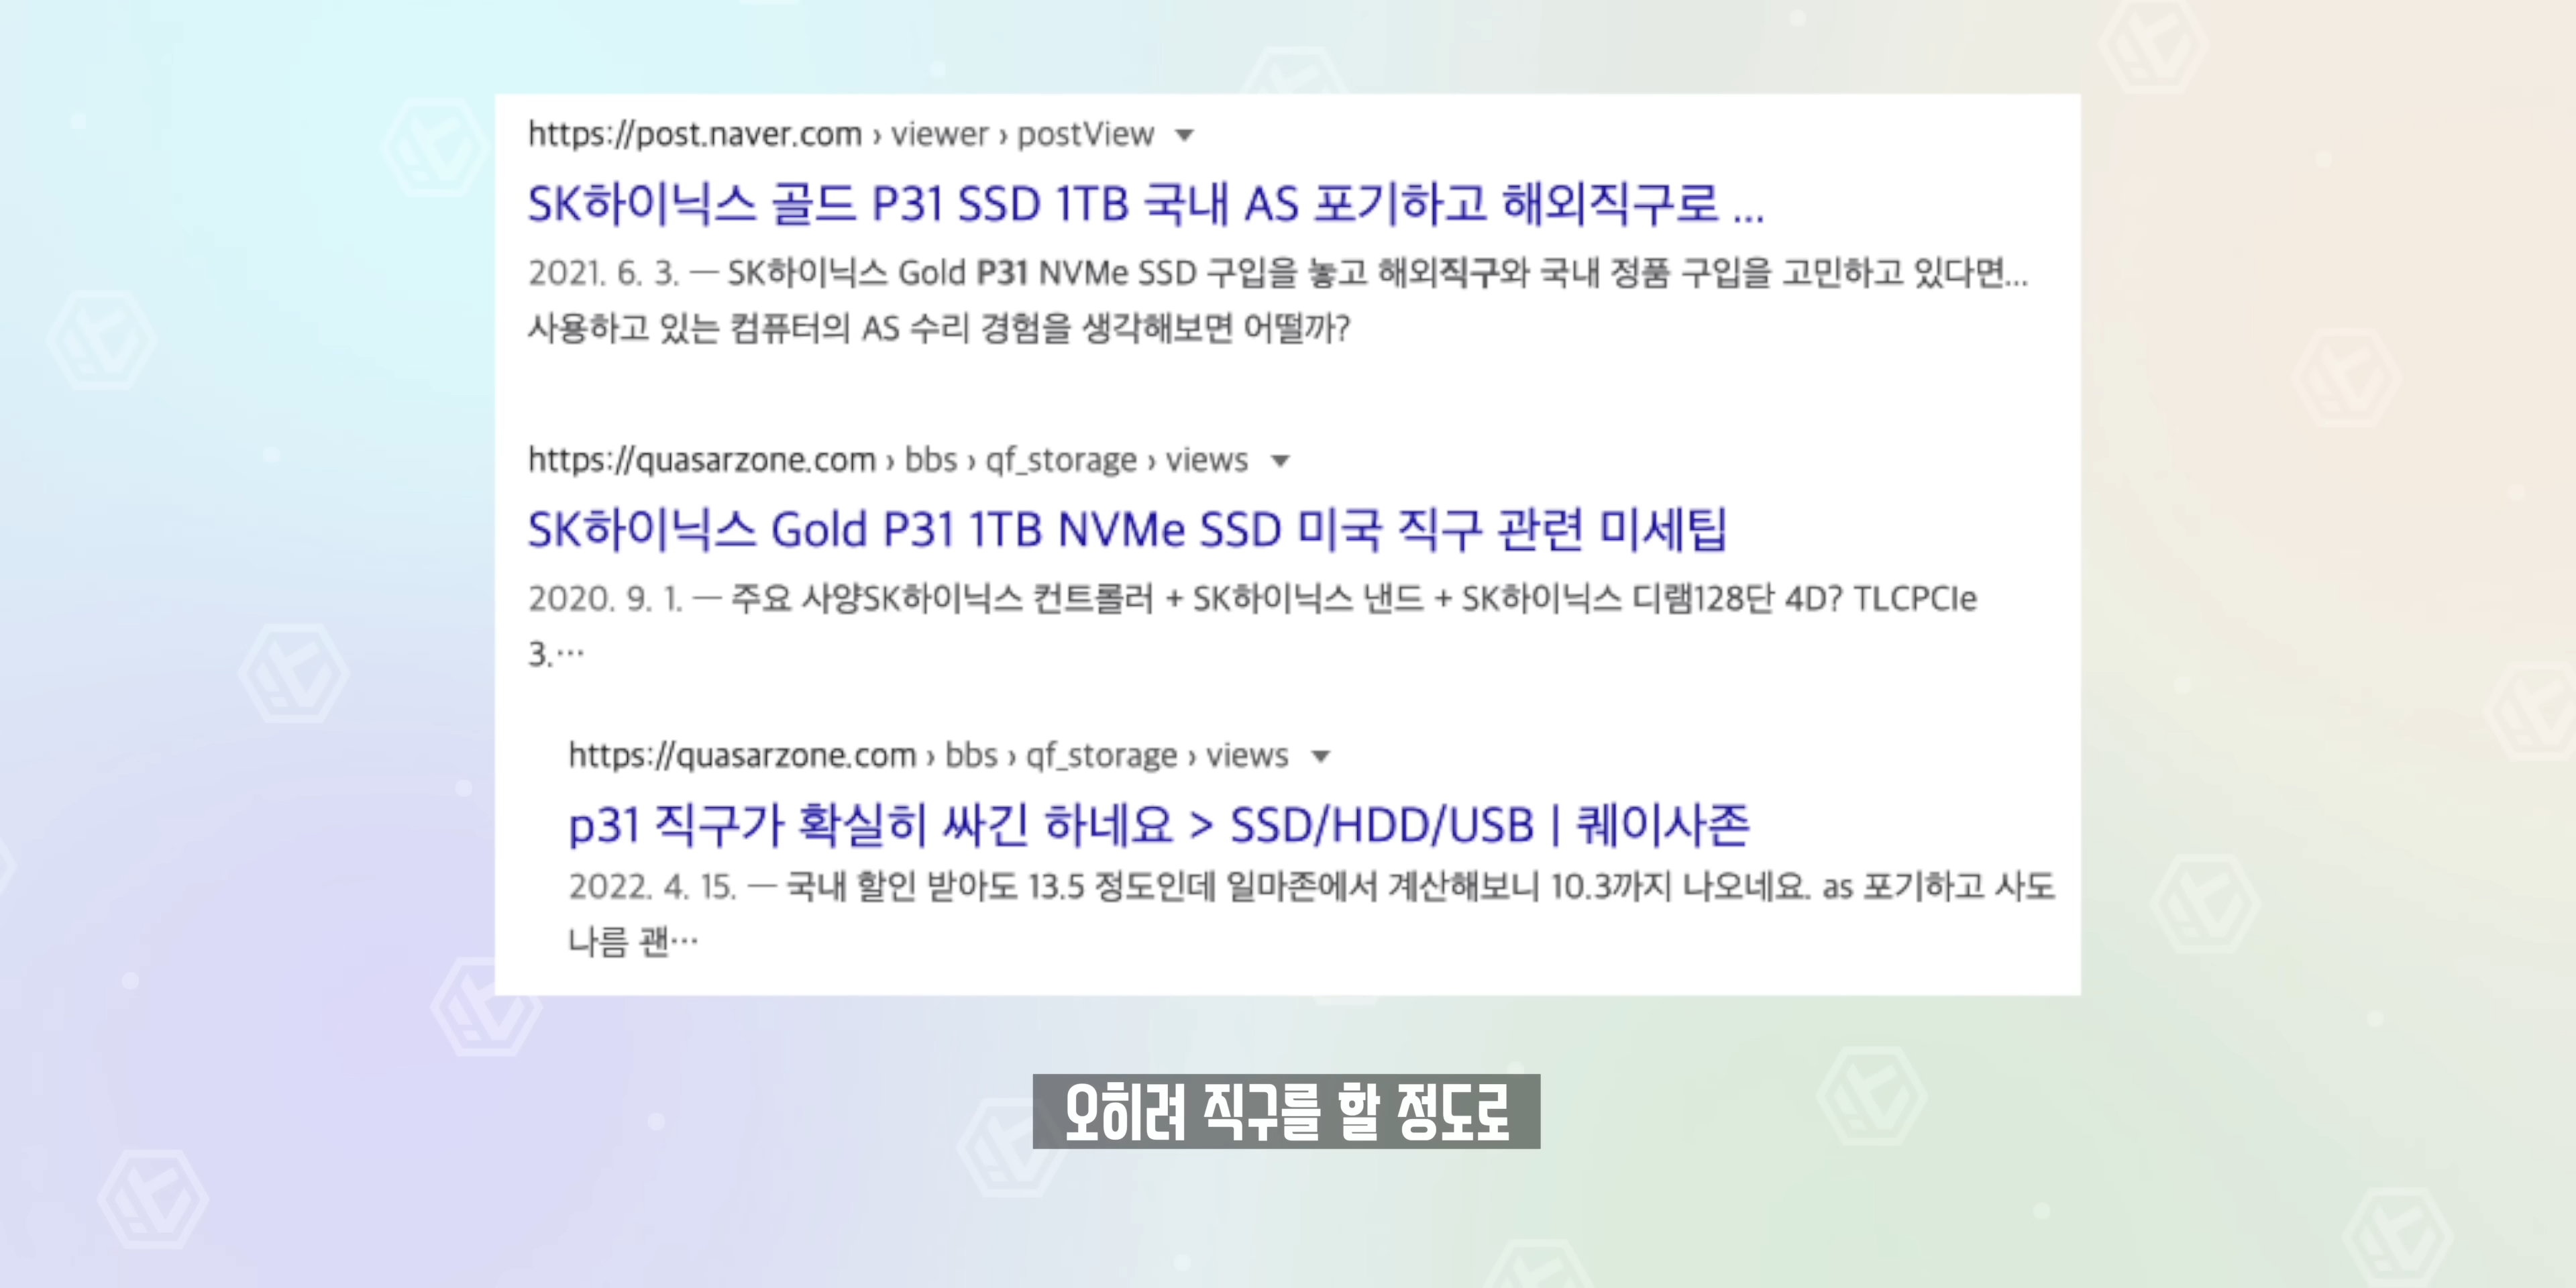 https://post.naver.com › viewer › postView
SK하이닉스 골드 P31 SSD 1TB 국내 AS 포기하고 해외직구로 ...
2021. 6. 3. — SK하이닉스 Gold P31 NVMe SSD 구입을 놓고 해외직구와 국내 정품 구입을 고민하고 있다면...
사용하고 있는 컴퓨터의 AS 수리 경험을 생각해보면 어떨까?
https://quasarzone.com › bbs › qf_storage › views
SK하이닉스 Gold P31 1TB NVMe SSD 미국 직구 관련 미세팁
2020. 9. 1. — 주요 사양SK하이닉스 컨트롤러 + SK하이닉스 낸드 + SK하이닉스 디램128단 4D? TLCPCIe
3.…
https://quasarzone.com › bbs › qf_storage › views
p31 직구가 확실히 싸긴 하네요 > SSD/HDD/USB | 퀘이사존
2022. 4. 15. — 국내 할인 받아도 13.5 정도인데 일마존에서 계산해보니 10.3까지 나오네요. as 포기하고 사도
나름 괜…
오히려 직구를 할 정도로